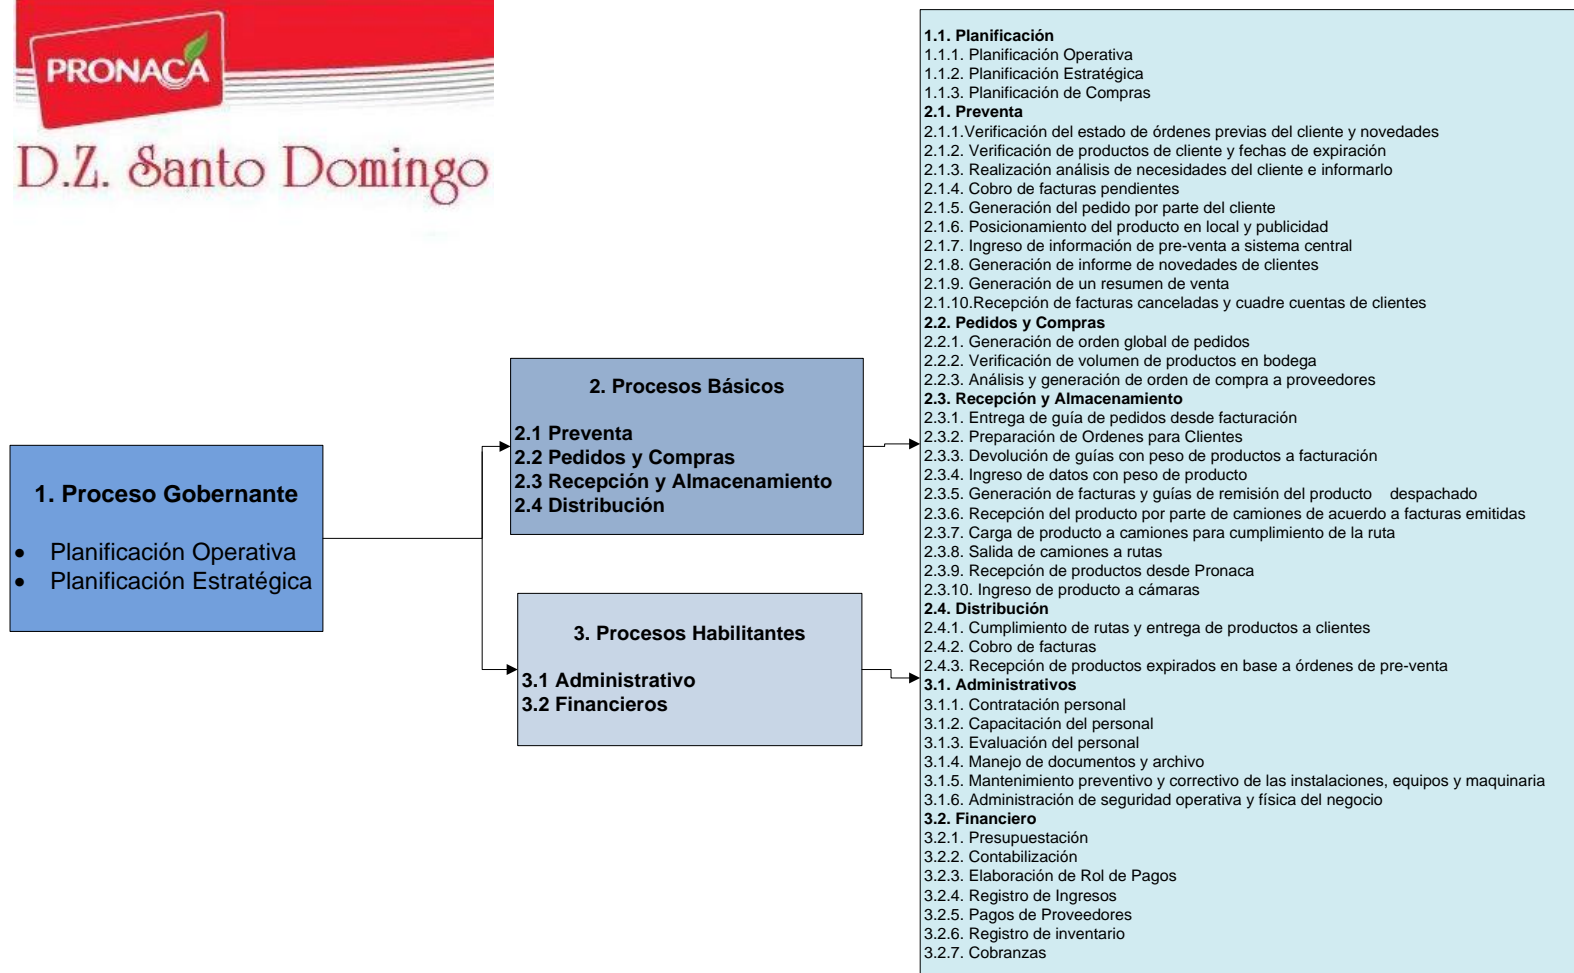 PRONACA
D.Z. Santo Domingo
1. Proceso Gobernante
• Planificación Operativa
• Planificación Estratégica
2. Procesos Básicos
2.1 Preventa
2.2 Pedidos y Compras
2.3 Recepción y Almacenamiento
2.4 Distribución
3. Procesos Habilitantes
3.1 Administrativo
3.2 Financieros
1.1. Planificación
1.1.1. Planificación Operativa
1.1.2. Planificación Estratégica
1.1.3. Planificación de Compras
2.1. Preventa
2.1.1.Verificación del estado de órdenes previas del cliente y novedades
2.1.2. Verificación de productos de cliente y fechas de expiración
2.1.3. Realización análisis de necesidades del cliente e informarlo
2.1.4. Cobro de facturas pendientes
2.1.5. Generación del pedido por parte del cliente
2.1.6. Posicionamiento del producto en local y publicidad
2.1.7. Ingreso de información de pre-venta a sistema central
2.1.8. Generación de informe de novedades de clientes
2.1.9. Generación de un resumen de venta
2.1.10.Recepción de facturas canceladas y cuadre cuentas de clientes
2.2. Pedidos y Compras
2.2.1. Generación de orden global de pedidos
2.2.2. Verificación de volumen de productos en bodega
2.2.3. Análisis y generación de orden de compra a proveedores
2.3. Recepción y Almacenamiento
2.3.1. Entrega de guía de pedidos desde facturación
2.3.2. Preparación de Ordenes para Clientes
2.3.3. Devolución de guías con peso de productos a facturación
2.3.4. Ingreso de datos con peso de producto
2.3.5. Generación de facturas y guías de remisión del producto despachado
2.3.6. Recepción del producto por parte de camiones de acuerdo a facturas emitidas
2.3.7. Carga de producto a camiones para cumplimiento de la ruta
2.3.8. Salida de camiones a rutas
2.3.9. Recepción de productos desde Pronaca
2.3.10. Ingreso de producto a cámaras
2.4. Distribución
2.4.1. Cumplimiento de rutas y entrega de productos a clientes
2.4.2. Cobro de facturas
2.4.3. Recepción de productos expirados en base a órdenes de pre-venta
3.1. Administrativos
3.1.1. Contratación personal
3.1.2. Capacitación del personal
3.1.3. Evaluación del personal
3.1.4. Manejo de documentos y archivo
3.1.5. Mantenimiento preventivo y correctivo de las instalaciones, equipos y maquinaria
3.1.6. Administración de seguridad operativa y física del negocio
3.2. Financiero
3.2.1. Presupuestación
3.2.2. Contabilización
3.2.3. Elaboración de Rol de Pagos
3.2.4. Registro de Ingresos
3.2.5. Pagos de Proveedores
3.2.6. Registro de inventario
3.2.7. Cobranzas